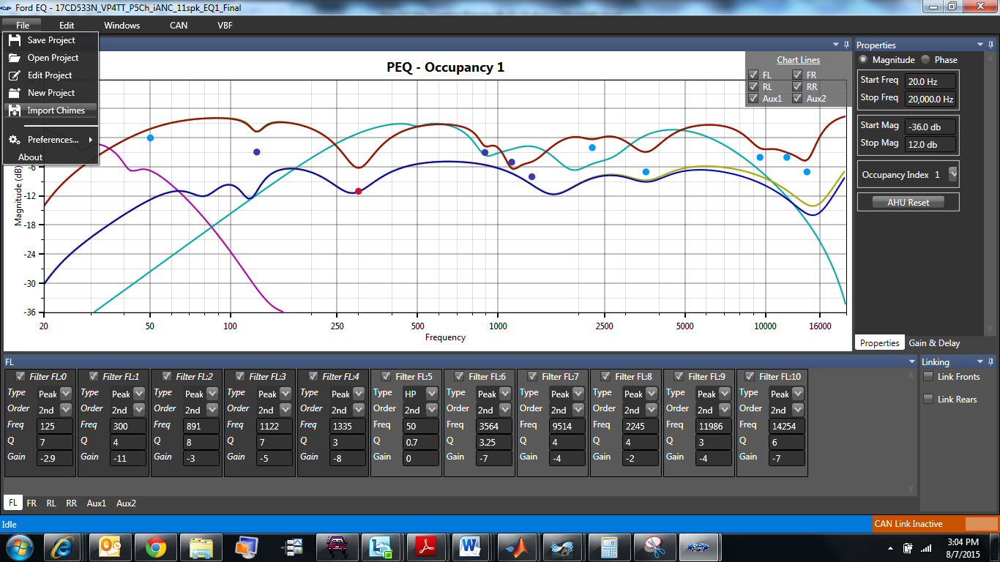 Ford EQ - 17CD533N_VP4TT_P5Ch_iANC_11spk_EQ1_Final
File Edit Windows CAN VBF
Save Project
Open Project
Edit Project
New Project
Import Chimes
Preferences...
About
PEQ - Occupancy 1
Chart Lines
FL FR
RL RR
Aux1 Aux2
Magnitude (dB)
-6
-12
-18
-24
-30
-36
20 50 100 250 500 1000 2500 5000 10000 16000
Frequency
Properties
Magnitude Phase
Start Freq 20.0 Hz
Stop Freq 20,000.0 Hz
Start Mag -36.0 db
Stop Mag 12.0 db
Occupancy Index 1
AHU Reset
Properties Gain & Delay
FL
Filter FL:0 Filter FL:1 Filter FL:2 Filter FL:3 Filter FL:4 Filter FL:5 Filter FL:6 Filter FL:7 Filter FL:8 Filter FL:9 Filter FL:10
Type Peak Type Peak Type Peak Type Peak Type Peak Type HP Type Peak Type Peak Type Peak Type Peak Type Peak
Order 2nd Order 2nd Order 2nd Order 2nd Order 2nd Order 2nd Order 2nd Order 2nd Order 2nd Order 2nd Order 2nd
Freq 125 Freq 300 Freq 891 Freq 1122 Freq 1335 Freq 50 Freq 3564 Freq 9514 Freq 2245 Freq 11986 Freq 14254
Q 7 Q 4 Q 8 Q 7 Q 3 Q 0.7 Q 3.25 Q 4 Q 4 Q 3 Q 6
Gain -2.9 Gain -11 Gain -3 Gain -5 Gain -8 Gain 0 Gain -7 Gain -4 Gain -2 Gain -4 Gain -7
FL FR RL RR Aux1 Aux2
Linking
Link Fronts
Link Rears
Idle
CAN Link Inactive
Ford
3:04 PM
8/7/2015